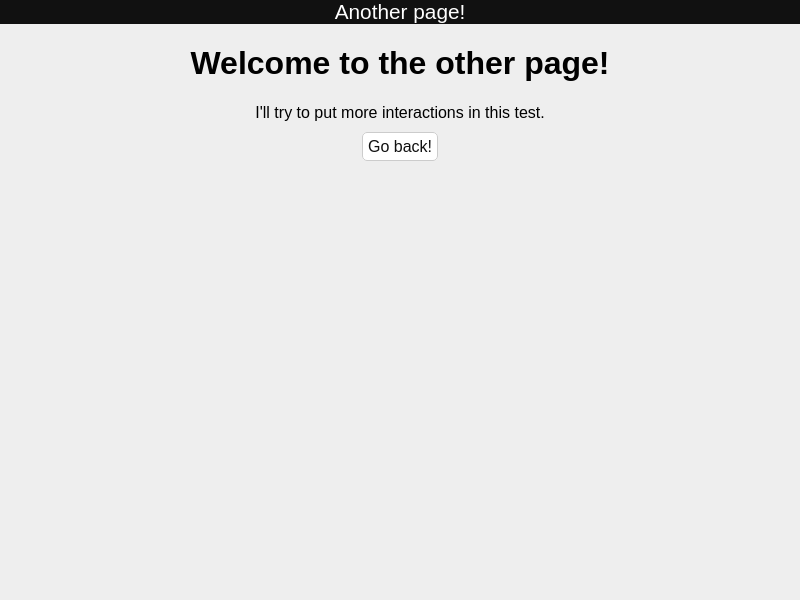 Another page!
Welcome to the other page!
I'll try to put more interactions in this test.
Go back!